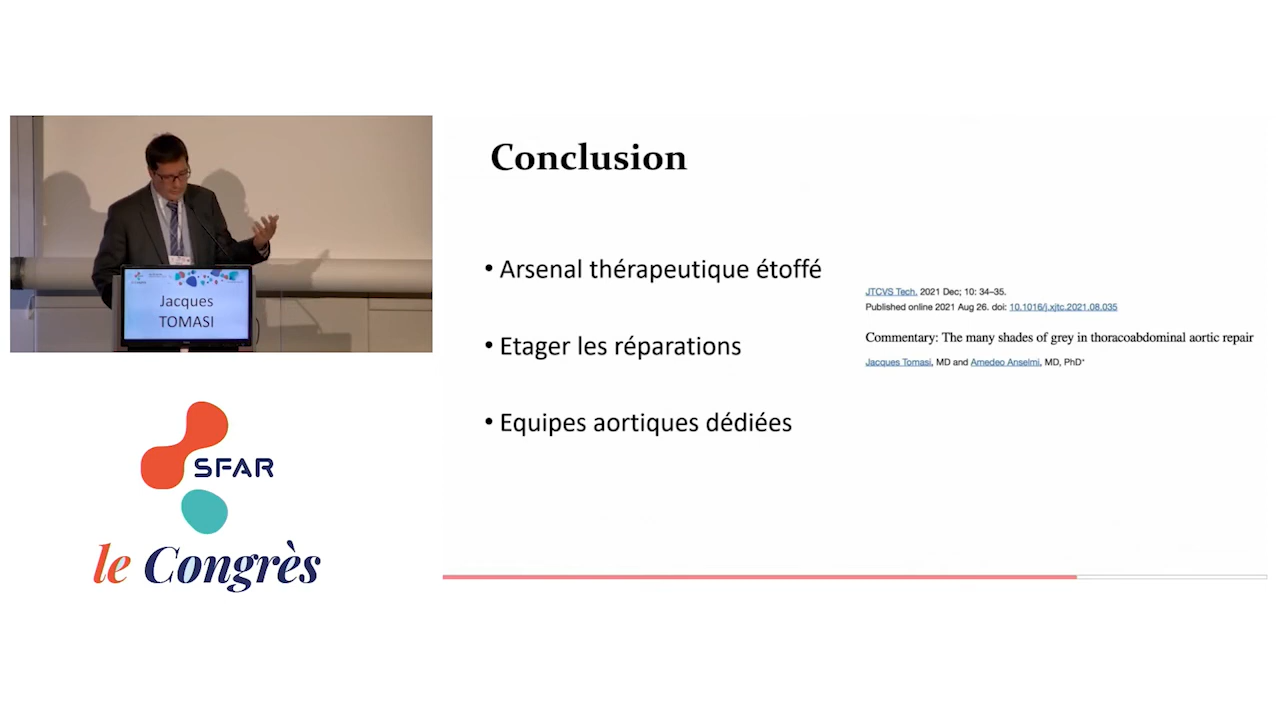 Conclusion
• Arsenal thérapeutique étoffé
• Etager les réparations
• Equipes aortiques dédiées
JTCVS Tech. 2021 Dec; 10: 34–35.
Published online 2021 Aug 26. doi: 10.1016/j.xjtc.2021.08.035
Commentary: The many shades of grey in thoracoabdominal aortic repair
Jacques Tomasi, MD and Amedeo Anselmi, MD, PhD*
Jacques
TOMASI
SFAR
le Congrès